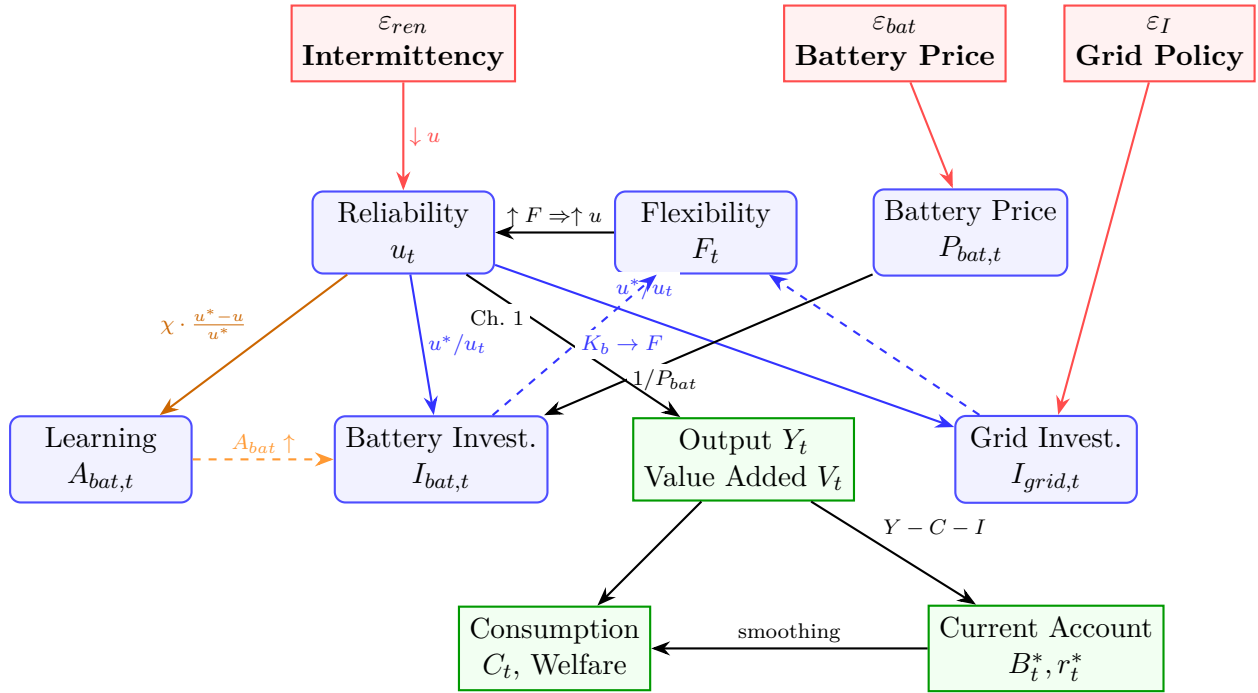 ε_ren
Intermittency
ε_bat
Battery Price
ε_I
Grid Policy
↓ u
Reliability
u_t
↑ F ⇒↑ u
Flexibility
F_t
Battery Price
P_bat,t
χ · (u* − u)/u*
u*/u_t
Ch. 1
u*/u_t
K_b → F
1/P_bat
Learning
A_bat,t
A_bat ↑
Battery Invest.
I_bat,t
Output Y_t
Value Added V_t
Grid Invest.
I_grid,t
Y − C − I
Consumption
C_t, Welfare
smoothing
Current Account
B*_t, r*_t